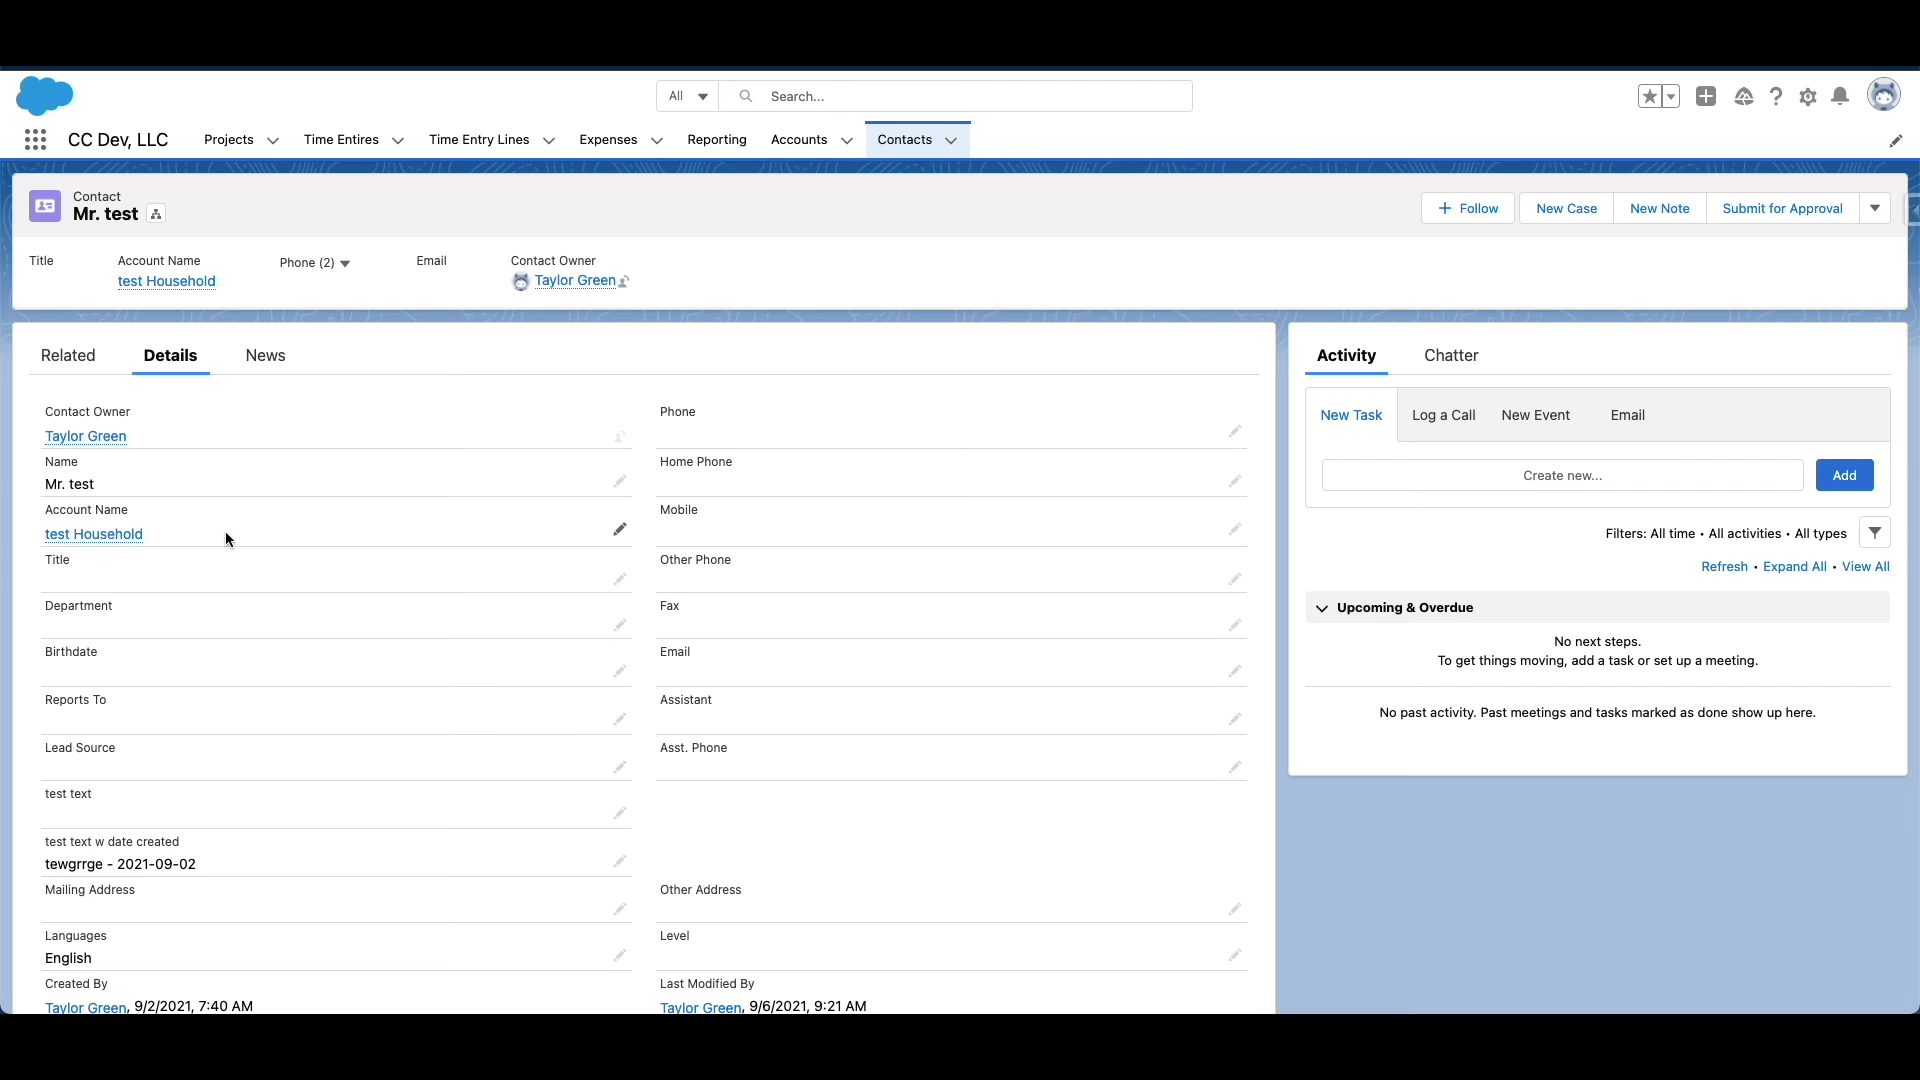 All
Search...
CC Dev, LLC
Projects
Time Entires
Time Entry Lines
Expenses
Reporting
Accounts
Contacts
Contact
Mr. test
Follow
New Case
New Note
Submit for Approval
Title
Account Name
Phone (2)
Email
Contact Owner
test Household
Taylor Green
Related
Details
News
Contact Owner
Taylor Green
Name
Mr. test
Account Name
test Household
Title
Department
Birthdate
Reports To
Lead Source
test text
test text w date created
tewgrrge - 2021-09-02
Mailing Address
Languages
English
Created By
Taylor Green, 9/2/2021, 7:40 AM
Phone
Home Phone
Mobile
Other Phone
Fax
Email
Assistant
Asst. Phone
Other Address
Level
Last Modified By
Taylor Green, 9/6/2021, 9:21 AM
Activity
Chatter
New Task
Log a Call
New Event
Email
Create new...
Add
Filters: All time • All activities • All types
Refresh • Expand All • View All
Upcoming & Overdue
No next steps.
To get things moving, add a task or set up a meeting.
No past activity. Past meetings and tasks marked as done show up here.